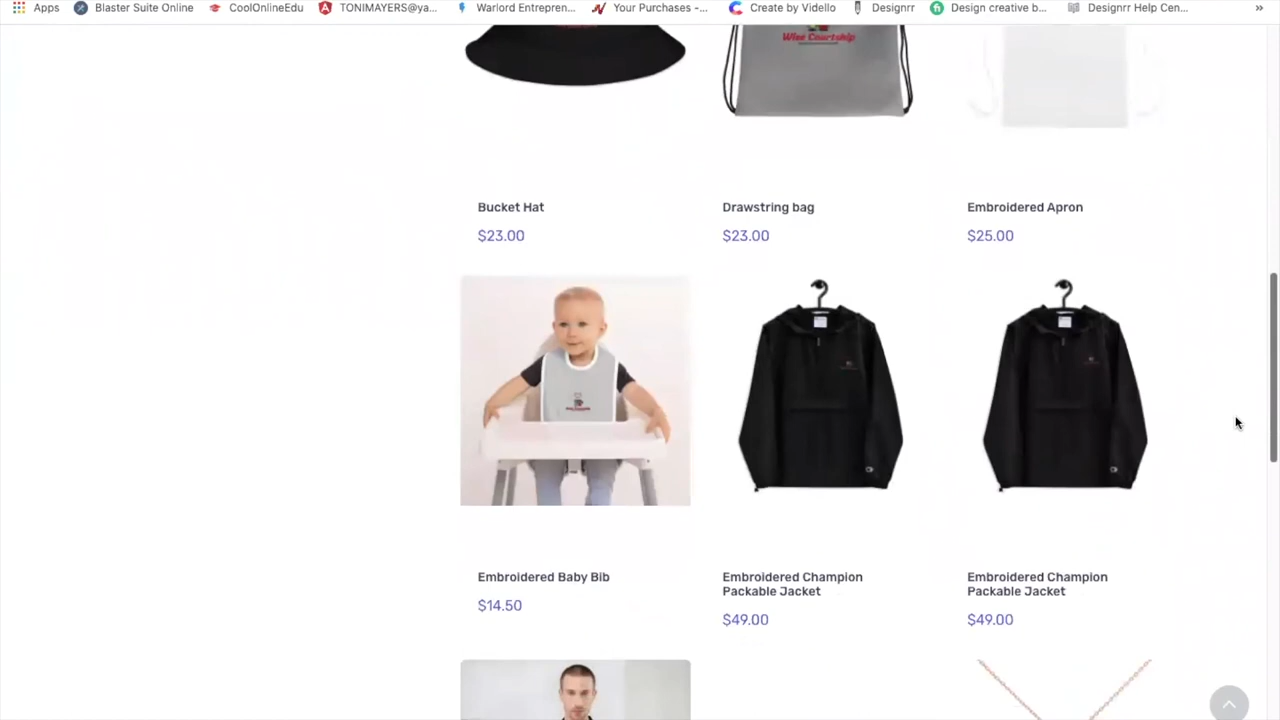 Apps
Blaster Suite Online
CoolOnlineEdu
TONIMAYERS@ya...
Warlord Entrepren...
Your Purchases -...
Create by Vidello
Designrr
Design creative b...
Designrr Help Cen...
»
Wise Courtship
Bucket Hat
Drawstring bag
Embroidered Apron
$23.00
$23.00
$25.00
Embroidered Baby Bib
Embroidered Champion
Packable Jacket
Embroidered Champion
Packable Jacket
$14.50
$49.00
$49.00